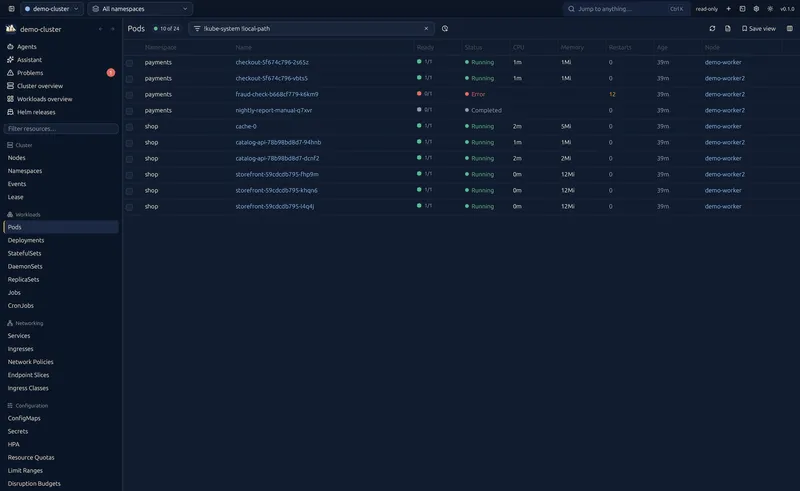 demo-cluster All namespaces Jump to anything... Ctrl K read-only v0.1.0
demo-cluster
Agents
Assistant
Problems 1
Cluster overview
Workloads overview
Helm releases
Filter resources...
Cluster
Nodes
Namespaces
Events
Lease
Workloads
Pods
Deployments
StatefulSets
DaemonSets
ReplicaSets
Jobs
CronJobs
Networking
Services
Ingresses
Network Policies
Endpoint Slices
Ingress Classes
Configuration
ConfigMaps
Secrets
HPA
Resource Quotas
Limit Ranges
Disruption Budgets
Pods 10 of 24 !kube-system !local-path Save view
Namespace Name Ready Status CPU Memory Restarts Age Node
payments checkout-5f674c796-2s65z 1/1 Running 1m 1Mi 0 39m demo-worker
payments checkout-5f674c796-vbts5 1/1 Running 1m 1Mi 0 39m demo-worker2
payments fraud-check-b668cf779-k6km9 0/1 Error 12 39m demo-worker2
payments nightly-report-manual-q7xvr 0/1 Completed 0 39m demo-worker2
shop cache-0 1/1 Running 2m 5Mi 0 39m demo-worker
shop catalog-api-78b98bd8d7-94hnb 1/1 Running 1m 1Mi 0 39m demo-worker2
shop catalog-api-78b98bd8d7-dcnf2 1/1 Running 2m 2Mi 0 39m demo-worker
shop storefront-59cdcdb795-fhp9m 1/1 Running 0m 12Mi 0 39m demo-worker2
shop storefront-59cdcdb795-khqn6 1/1 Running 0m 12Mi 0 39m demo-worker
shop storefront-59cdcdb795-l4q4j 1/1 Running 0m 12Mi 0 39m demo-worker